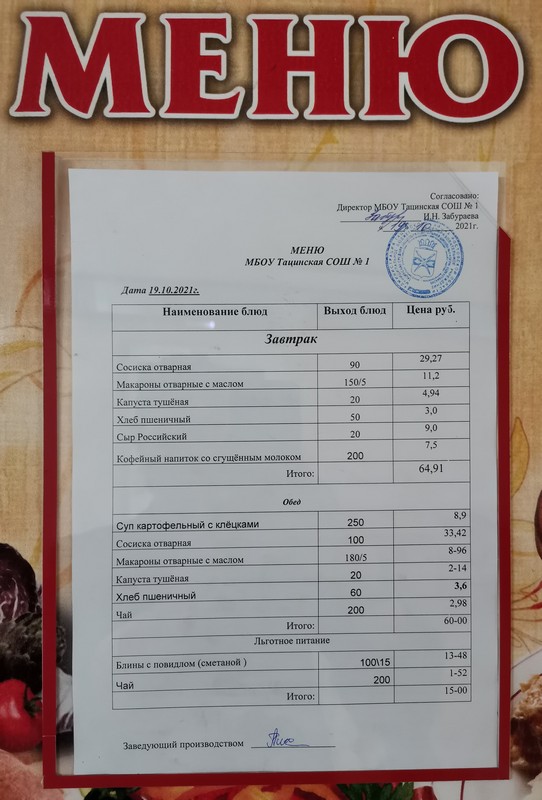 МЕНЮ
Согласовано:
Директор МБОУ Тацинская СОШ № 1
И.Н. Забураева
19 10 2021г.
МЕНЮ
МБОУ Тацинская СОШ № 1
Дата 19.10.2021г.
Наименование блюд Выход блюд Цена руб.
Завтрак
Сосиска отварная 90 29,27
Макароны отварные с маслом 150/5 11,2
Капуста тушёная 20 4,94
Хлеб пшеничный 50 3,0
Сыр Российский 20 9,0
Кофейный напиток со сгущённым молоком 200 7,5
Итого: 64,91
Обед
Суп картофельный с клёцками 250 8,9
Сосиска отварная 100 33,42
Макароны отварные с маслом 180/5 8-96
Капуста тушёная 20 2-14
Хлеб пшеничный 60 3,6
Чай 200 2,98
Итого: 60-00
Льготное питание
Блины с повидлом (сметаной ) 100\15 13-48
Чай 200 1-52
Итого: 15-00
Заведующий производством